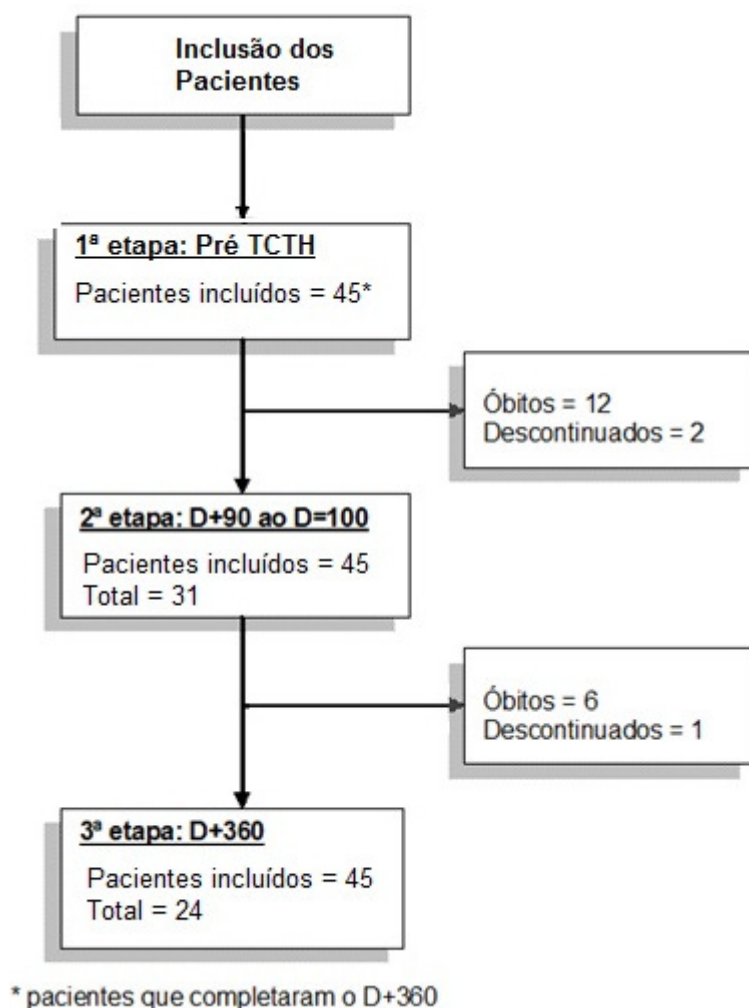 Inclusão dos
Pacientes
1ª etapa: Pré TCTH
Pacientes incluídos = 45*
Óbitos = 12
Descontinuados = 2
2ª etapa: D+90 ao D=100
Pacientes incluídos = 45
Total = 31
Óbitos = 6
Descontinuados = 1
3ª etapa: D+360
Pacientes incluídos = 45
Total = 24
* pacientes que completaram o D+360